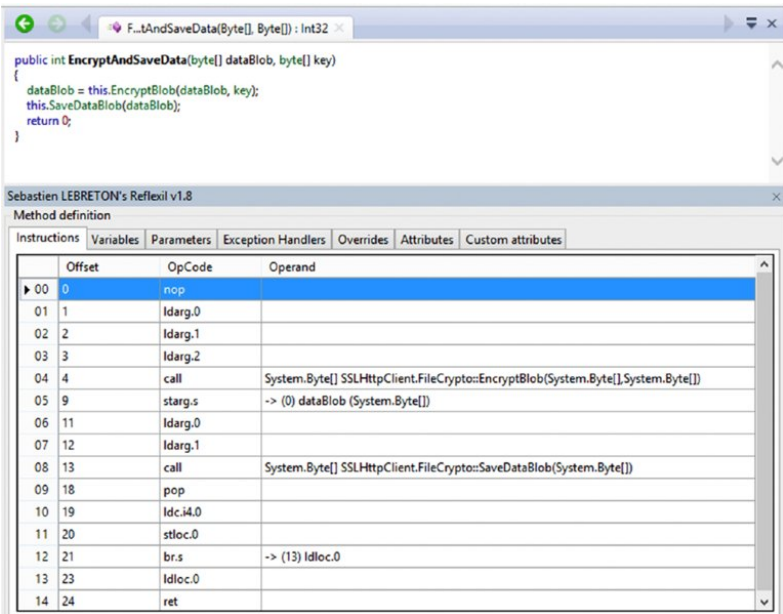 F...tAndSaveData(Byte[], Byte[]) : Int32
public int EncryptAndSaveData(byte[] dataBlob, byte[] key)
{
dataBlob = this.EncryptBlob(dataBlob, key);
this.SaveDataBlob(dataBlob);
return 0;
}
Sebastien LEBRETON's Reflexil v1.8
Method definition
Instructions Variables Parameters Exception Handlers Overrides Attributes Custom attributes
Offset OpCode Operand
00 0 nop
01 1 ldarg.0
02 2 ldarg.1
03 3 ldarg.2
04 4 call System.Byte[] SSLHttpClient.FileCrypto::EncryptBlob(System.Byte[],System.Byte[])
05 9 starg.s -> (0) dataBlob (System.Byte[])
06 11 ldarg.0
07 12 ldarg.1
08 13 call System.Byte[] SSLHttpClient.FileCrypto::SaveDataBlob(System.Byte[])
09 18 pop
10 19 ldc.i4.0
11 20 stloc.0
12 21 br.s -> (13) ldloc.0
13 23 ldloc.0
14 24 ret